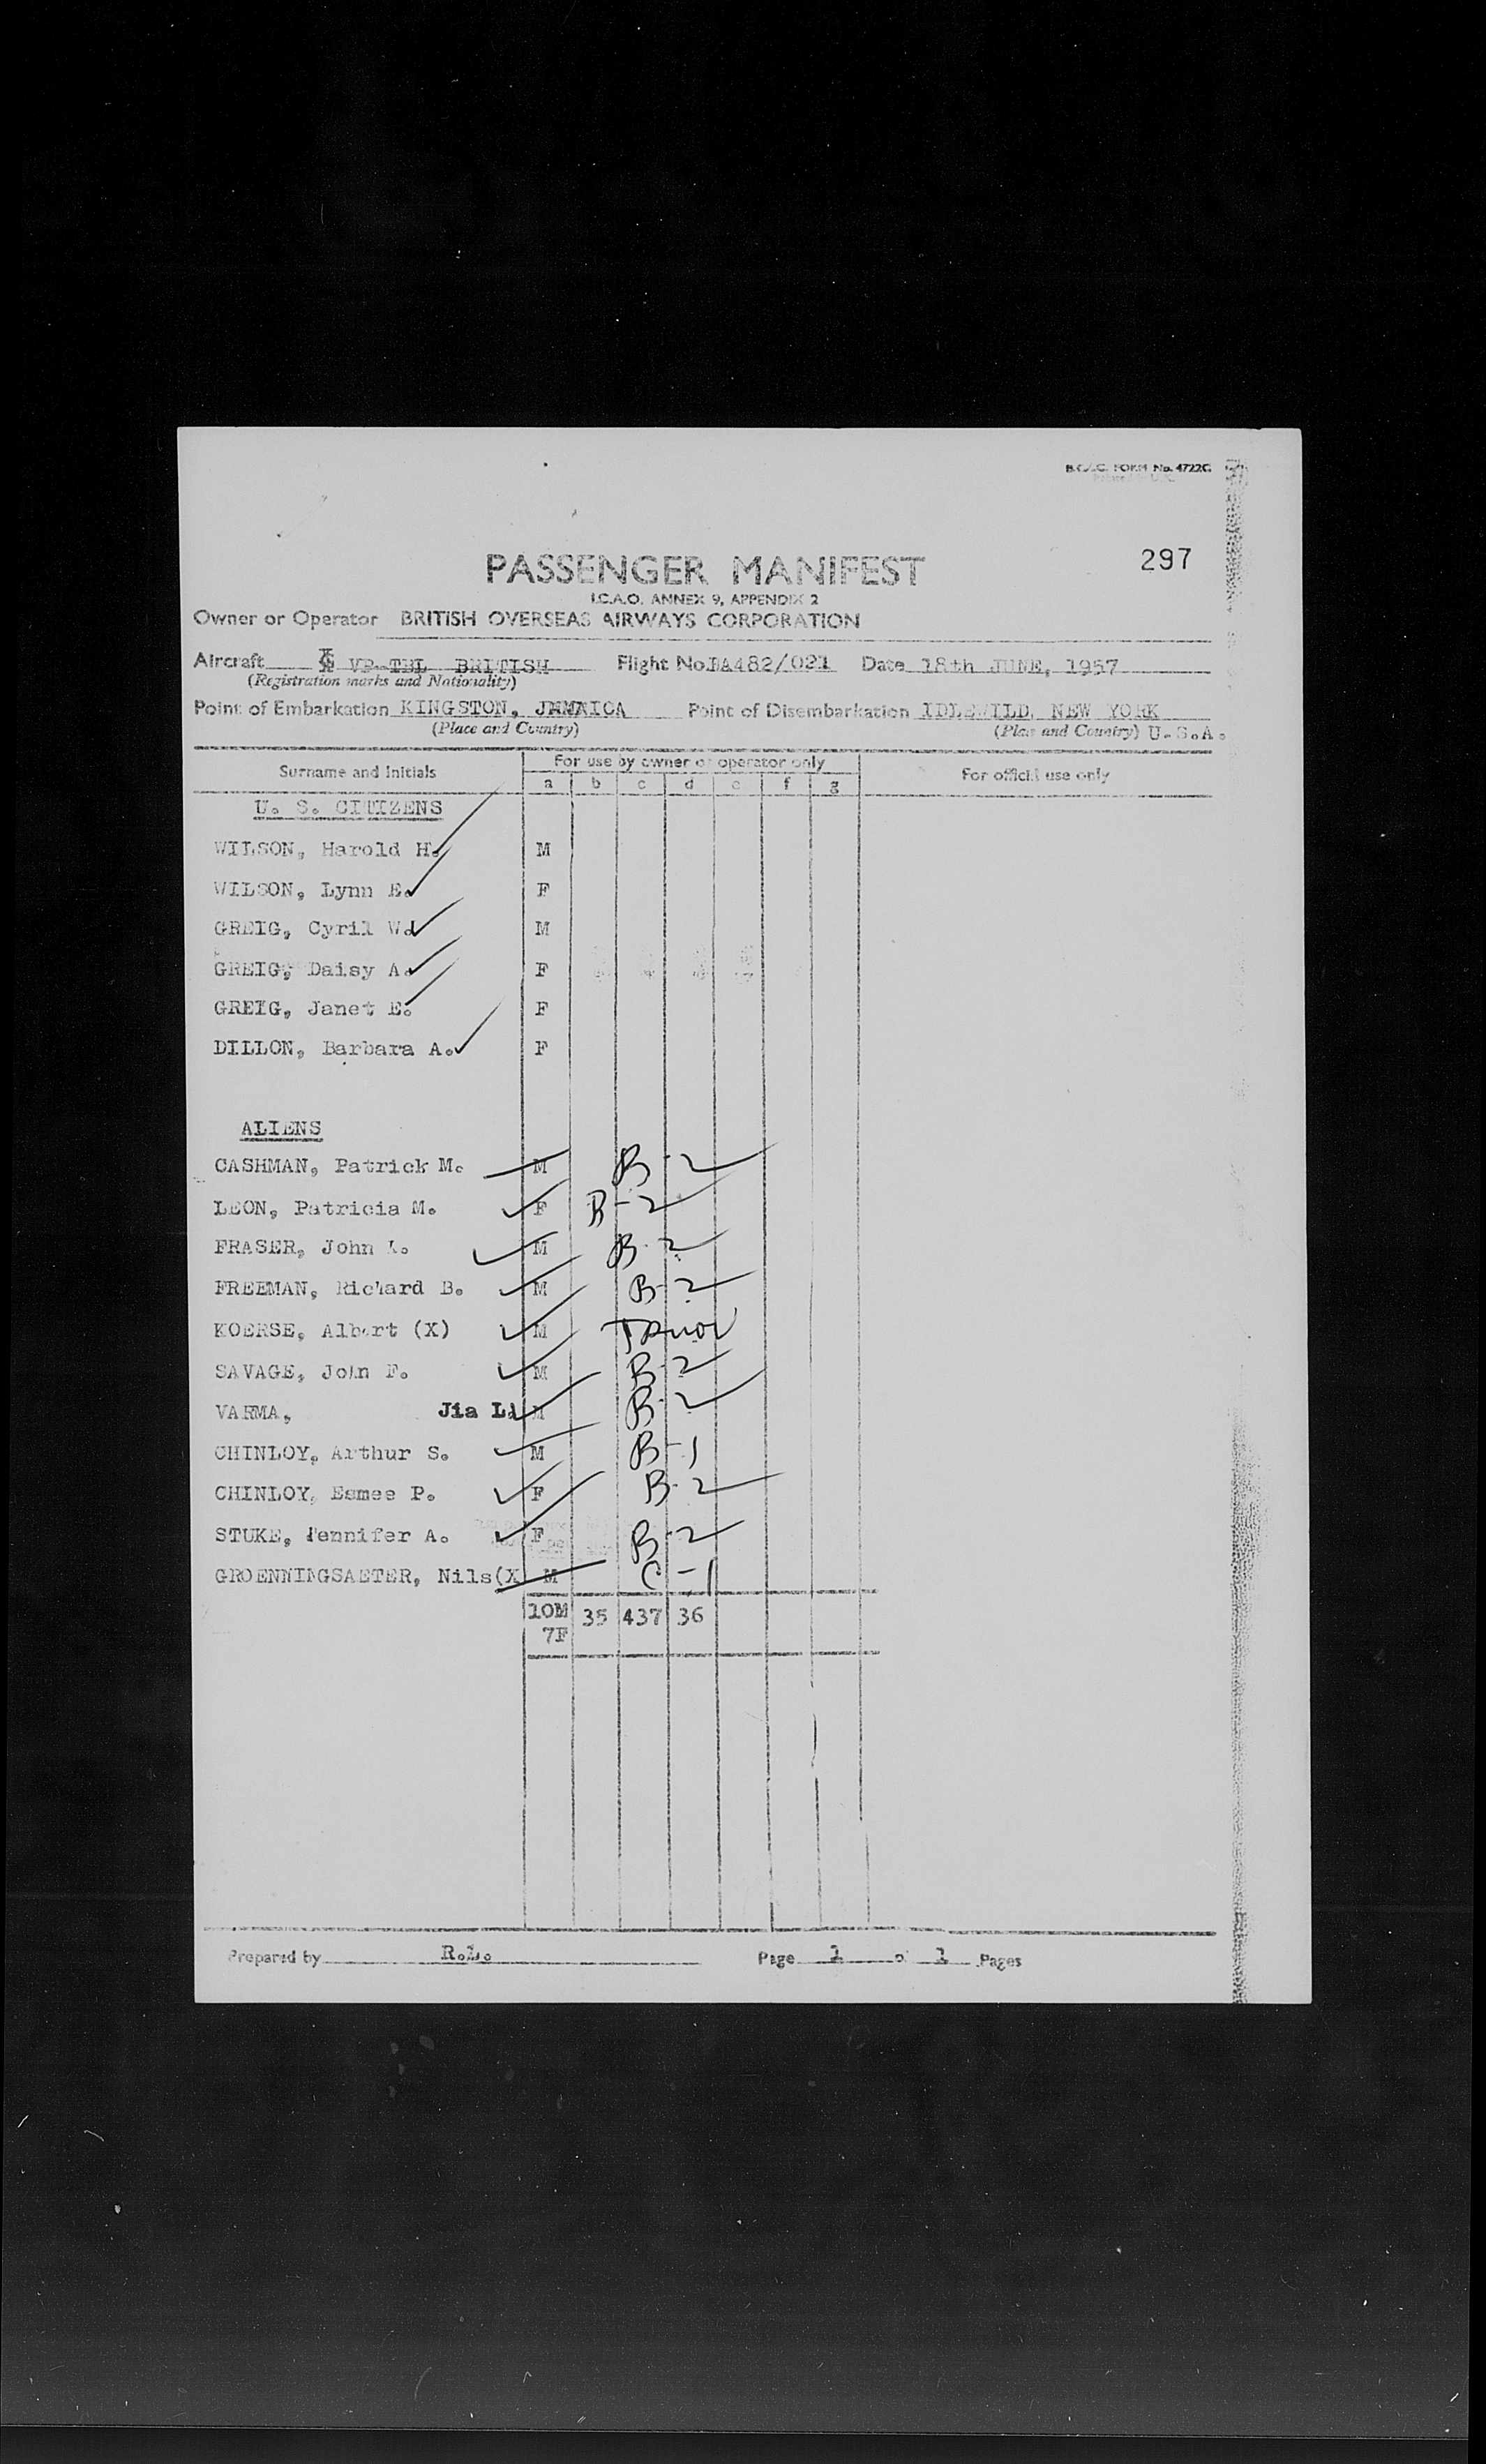 B.O.A.C. FORM No. 4722C
297
PASSENGER MANIFEST
I.C.A.O. ANNEX 9, APPENDIX 2
Owner or Operator BRITISH OVERSEAS AIRWAYS CORPORATION
Aircraft VP-TBL BRITISH Flight No. BA482/021 Date 18th JUNE, 1957
(Registration marks and Nationality)
Point of Embarkation KINGSTON, JAMAICA Point of Disembarkation IDLEWILD, NEW YORK
(Place and Country) (Place and Country) U.S.A.
Surname and Initials For use by owner or operator only For official use only
a b c d e f g
U. S. CITIZENS
WILSON, Harold H. M
WILSON, Lynn E. F
GREIG, Cyril W. M
GREIG, Daisy A. F
GREIG, Janet E. F
DILLON, Barbara A. F
ALIENS
CASHMAN, Patrick M. M B-2
LEON, Patricia M. F B-2
FRASER, John M B-2
FREEMAN, Richard B. M B-2
KOERSE, Albert (X) M
SAVAGE, John F. M B-2
VARMA, Jia Li M B-2
CHINLOY, Arthur S. M B-1
CHINLOY, Esmee P. F B-2
STUKE, Jennifer A. F B-2
GROENNINGSAETER, Nils(X) M C-1
10M 35 437 36
7F
Prepared by R.L. Page 1 of 1 Pages